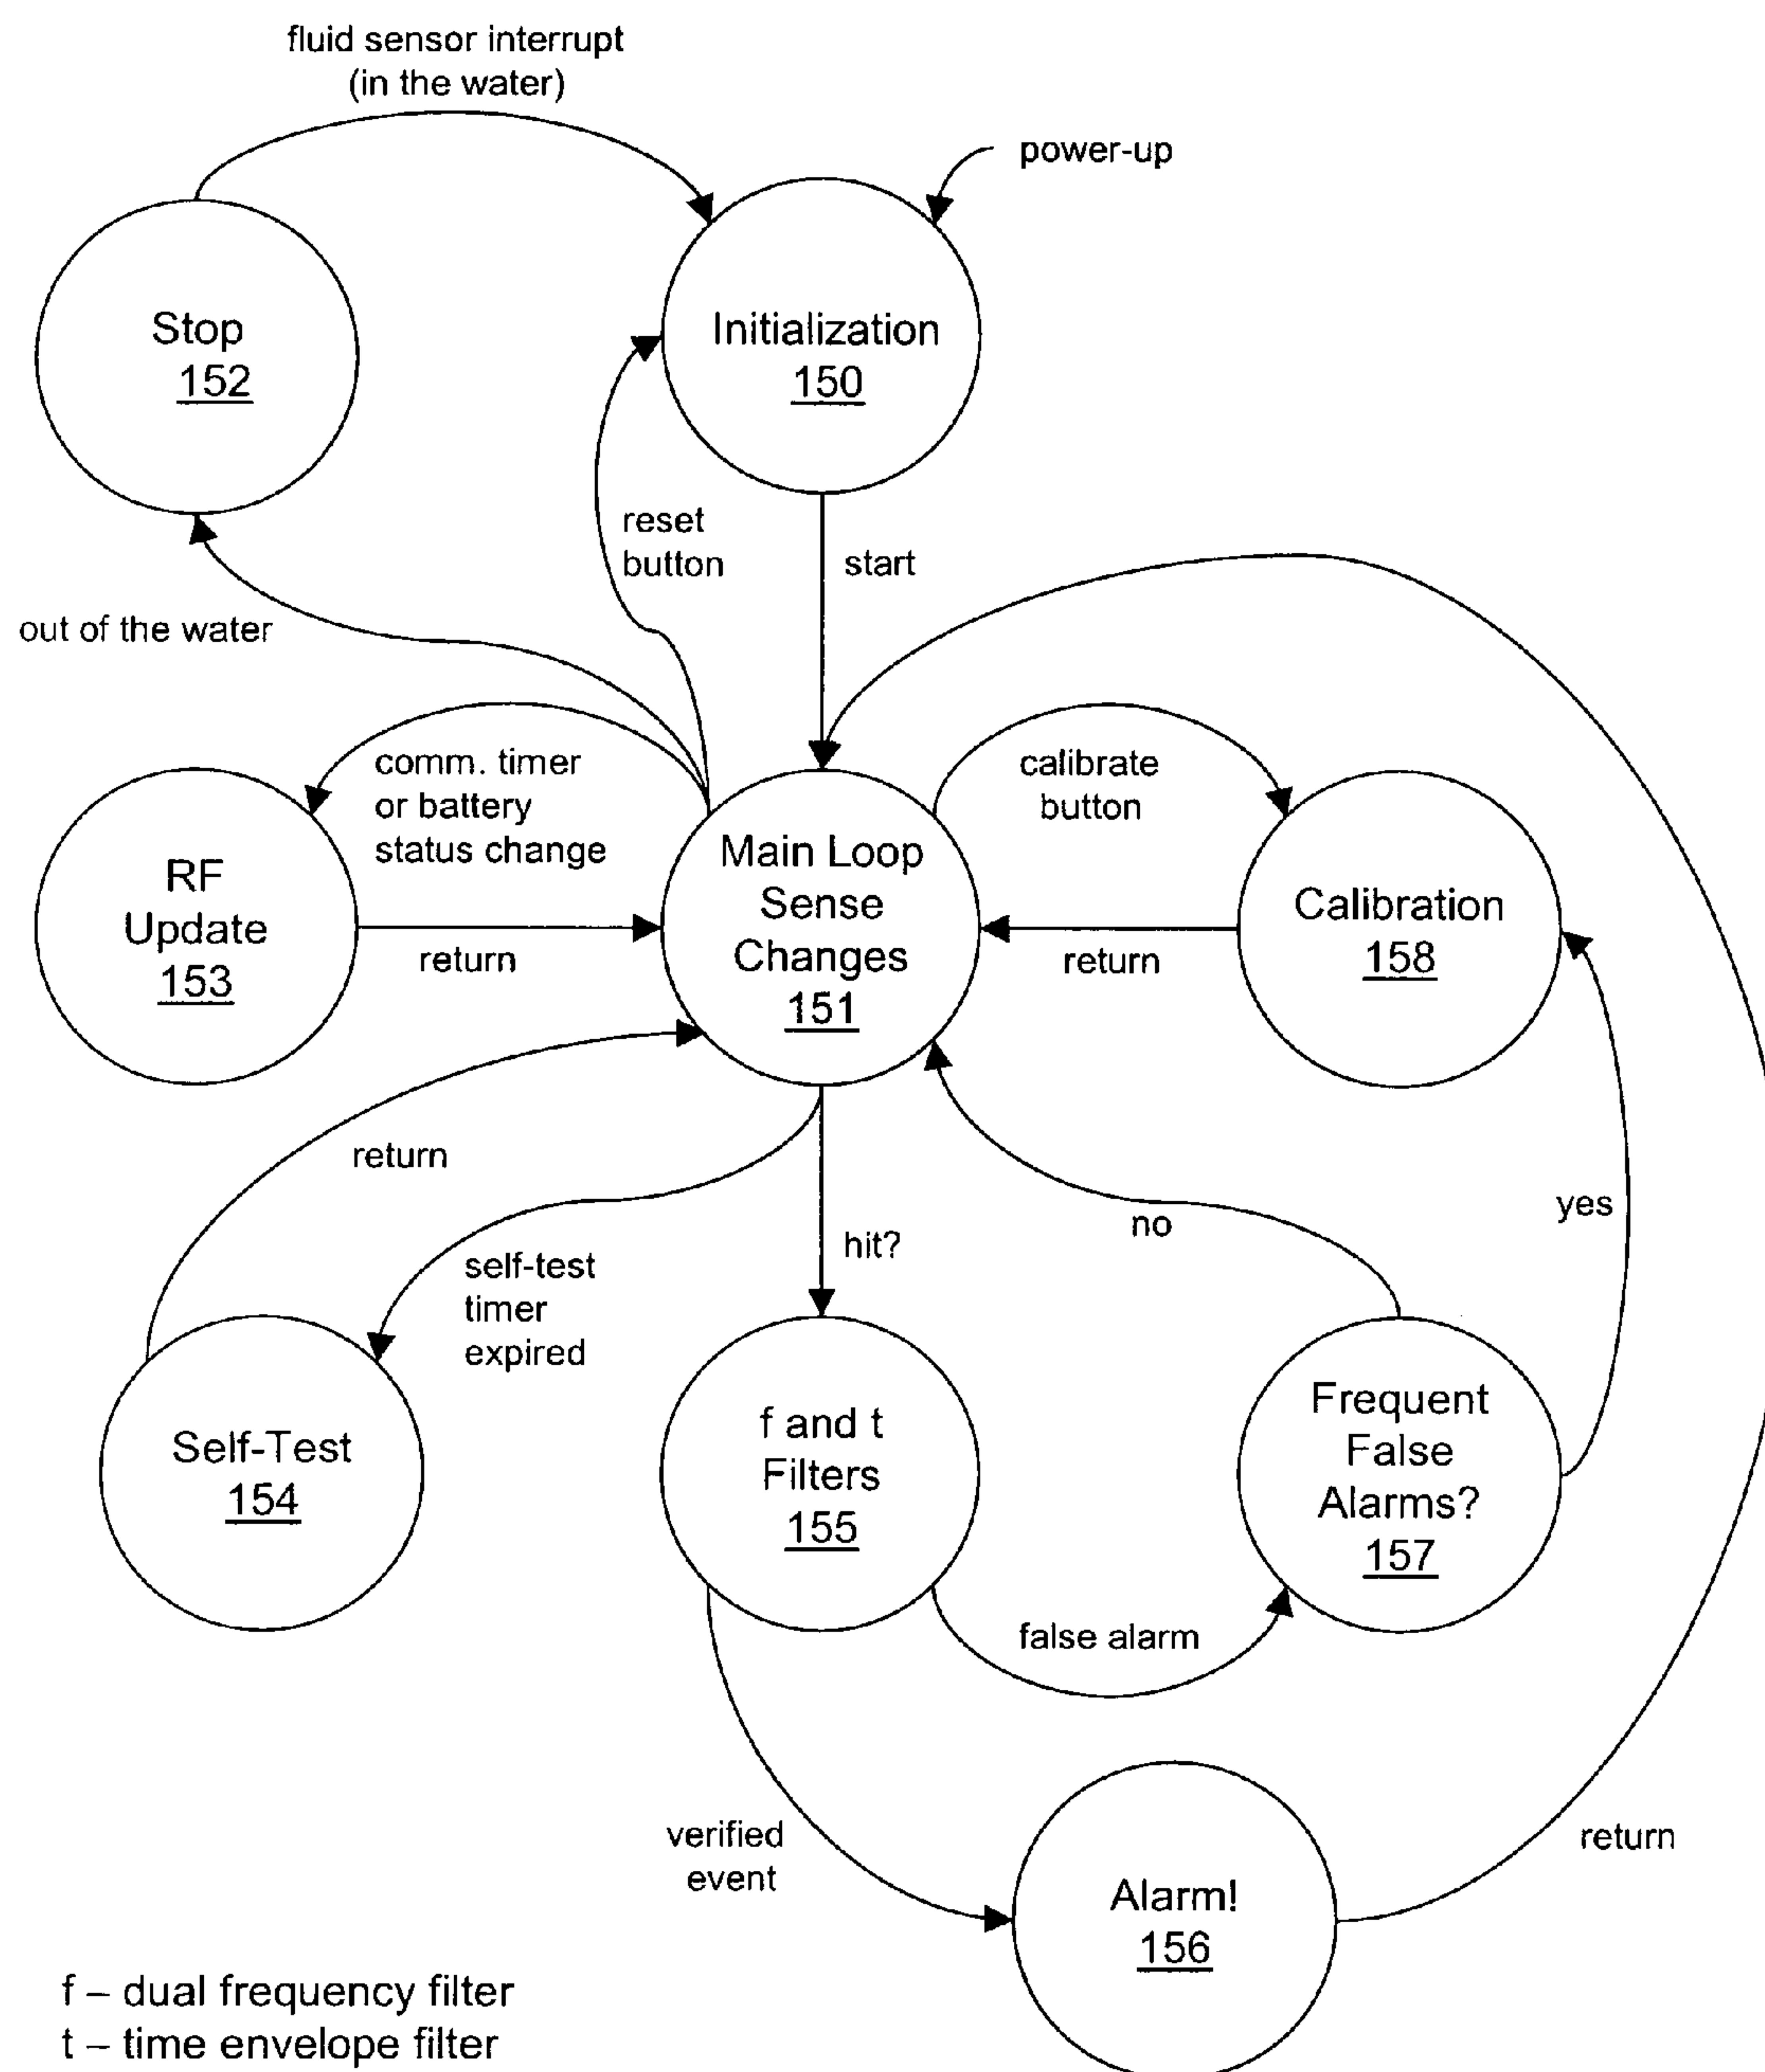 fluid sensor interrupt
(in the water)
power-up
Stop
152
Initialization
150
reset
button
start
out of the water
comm. timer
or battery
status change
calibrate
button
RF
Update
153
return
Main Loop
Sense
Changes
151
return
Calibration
158
return
self-test
timer
expired
hit?
no
yes
Self-Test
154
f and t
Filters
155
Frequent
False
Alarms?
157
false alarm
verified
event
return
Alarm!
156
f – dual frequency filter
t – time envelope filter